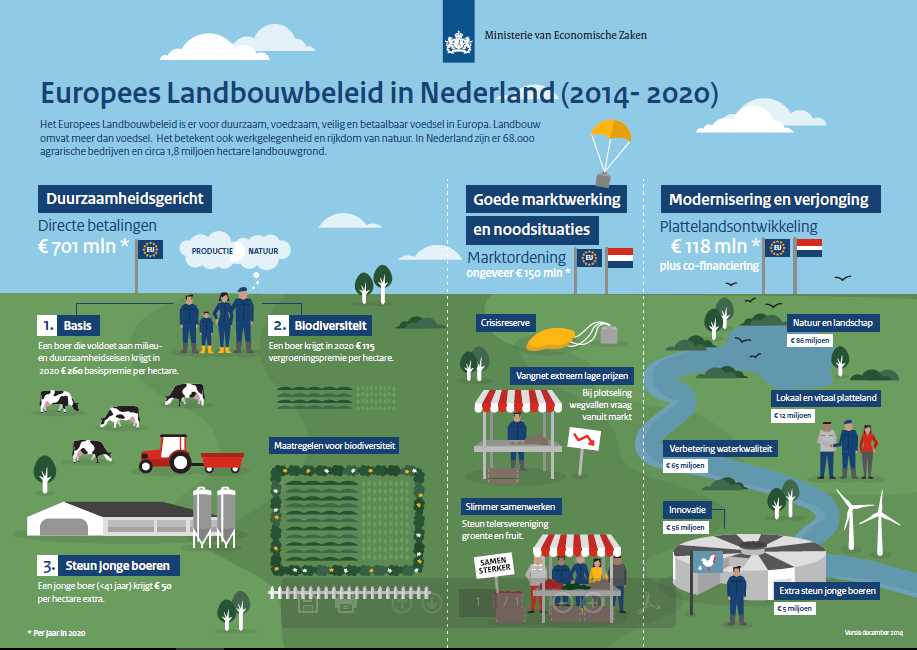 Ministerie van Economische Zaken
Europees Landbouwbeleid in Nederland (2014- 2020)
Het Europees Landbouwbeleid is er voor duurzaam, voedzaam, veilig en betaalbaar voedsel in Europa. Landbouw
omvat meer dan voedsel. Het betekent ook werkgelegenheid en rijkdom van natuur. In Nederland zijn er 68.000
agrarische bedrijven en circa 1,8 miljoen hectare landbouwgrond.
Duurzaamheidsgericht
Directe betalingen
€ 701 mln *
EU
PRODUCTIE
NATUUR
1. Basis
Een boer die voldoet aan milieu-
en duurzaamheidseisen krijgt in
2020 € 260 basispremie per hectare.
2. Biodiversiteit
Een boer krijgt in 2020 € 115
vergroeningspremie per hectare.
Maatregelen voor biodiversiteit
3. Steun jonge boeren
Een jonge boer (<41 jaar) krijgt € 50
per hectare extra.
* Per jaar in 2020
Goede marktwerking
en noodsituaties
Marktordening
ongeveer € 150 mln *
EU
Crisisreserve
Vangnet extreem lage prijzen
Bij plotseling
wegvallen vraag
vanuit markt
Slimmer samenwerken
Steun telersvereniging
groente en fruit.
SAMEN
STERKER
1 / 1
Modernisering en verjonging
Plattelandsontwikkeling
€ 118 mln *
plus co-financiering
EU
Natuur en landschap
€ 86 miljoen
Lokaal en vitaal platteland
€ 12 miljoen
Verbetering waterkwaliteit
€ 65 miljoen
Innovatie
€ 56 miljoen
Extra steun jonge boeren
€ 5 miljoen
Versie december 2014